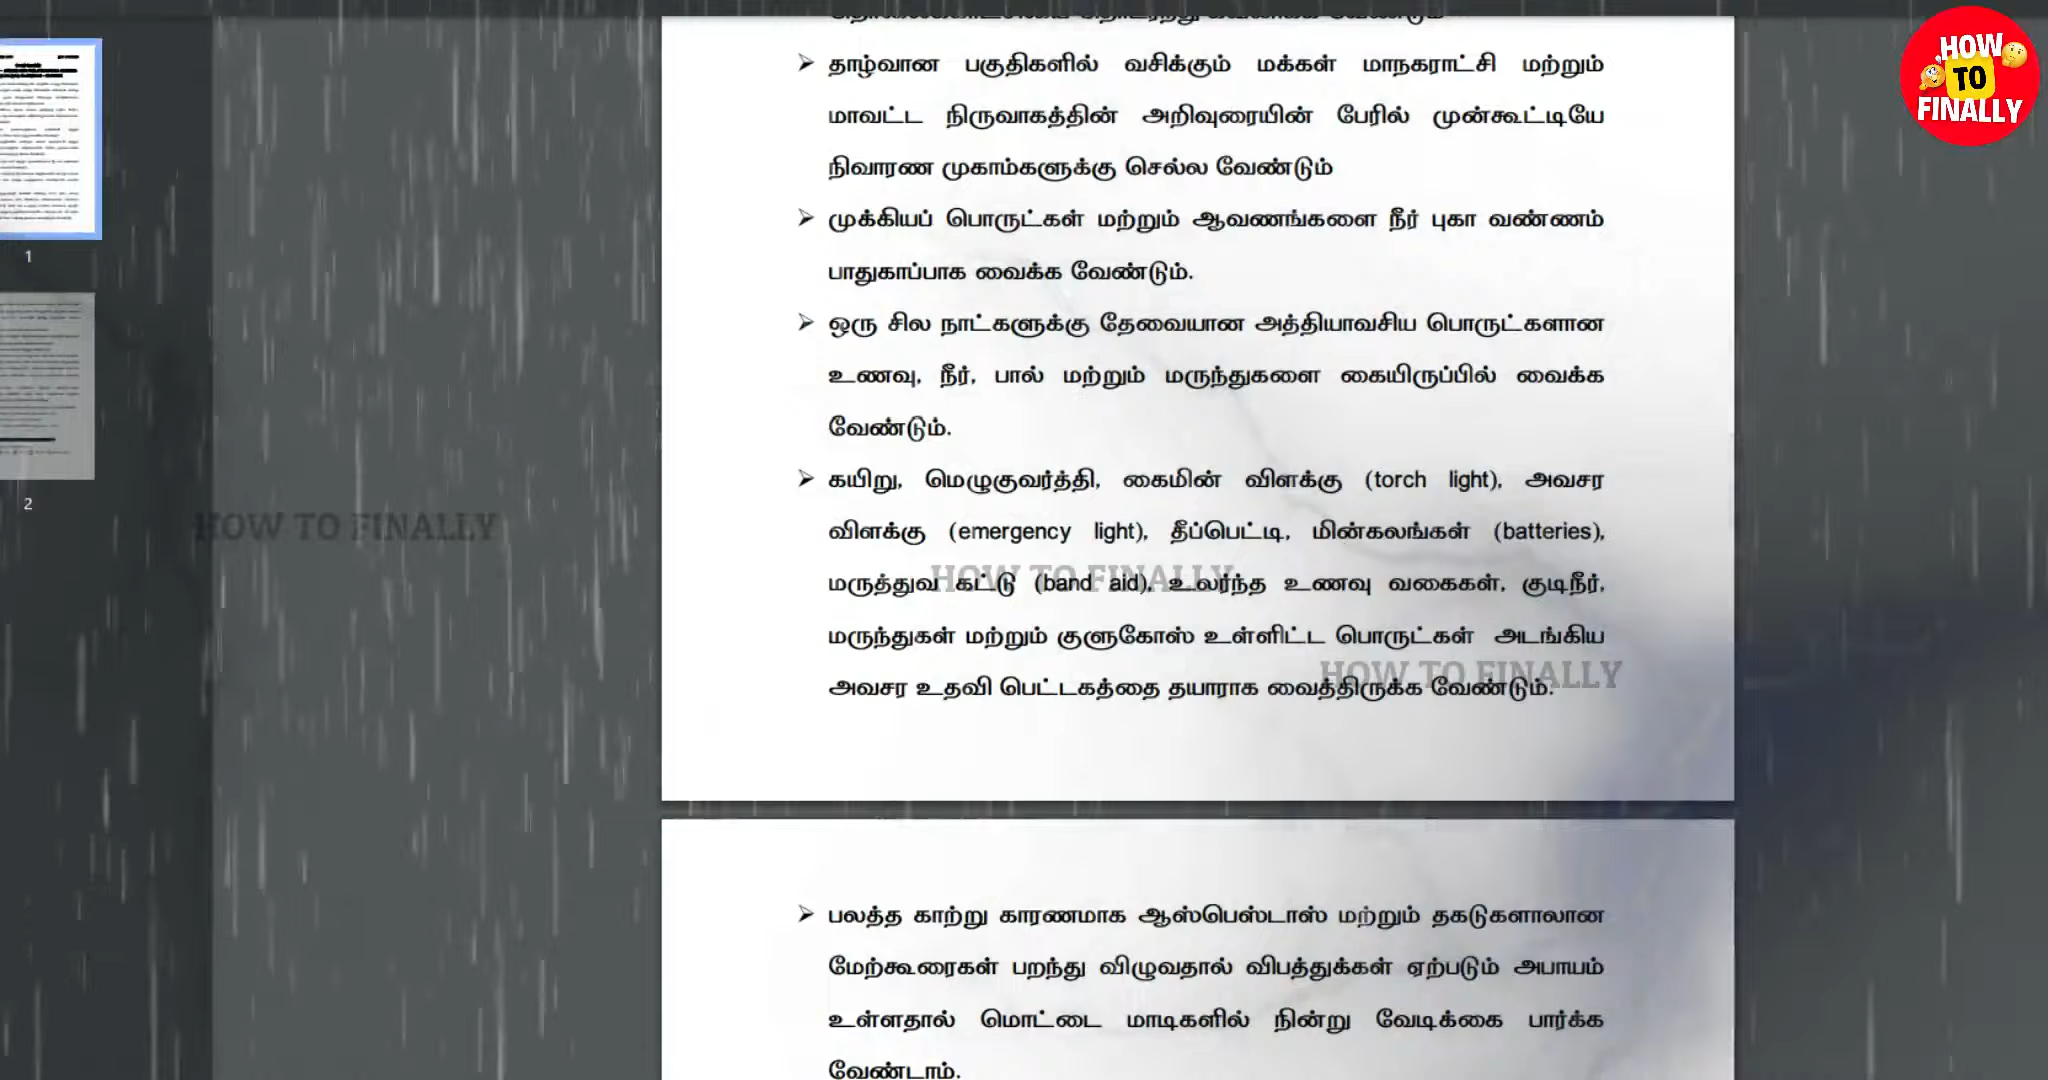 HOW
TO
FINALLY
வேண்டும்
➢ தாழ்வான பகுதிகளில் வசிக்கும் மக்கள் மாநகராட்சி மற்றும்
மாவட்ட நிருவாகத்தின் அறிவுரையின் பேரில் முன்கூட்டியே
நிவாரண முகாம்களுக்கு செல்ல வேண்டும்
➢ முக்கியப் பொருட்கள் மற்றும் ஆவணங்களை நீர் புகா வண்ணம்
பாதுகாப்பாக வைக்க வேண்டும்.
➢ ஒரு சில நாட்களுக்கு தேவையான அத்தியாவசிய பொருட்களான
உணவு, நீர், பால் மற்றும் மருந்துகளை கையிருப்பில் வைக்க
வேண்டும்.
➢ கயிறு, மெழுகுவர்த்தி, கைமின் விளக்கு (torch light), அவசர
விளக்கு (emergency light), தீப்பெட்டி, மின்கலங்கள் (batteries),
மருத்துவ கட்டு (band aid), உலர்ந்த உணவு வகைகள், குடிநீர்,
மருந்துகள் மற்றும் குளுகோஸ் உள்ளிட்ட பொருட்கள் அடங்கிய
அவசர உதவி பெட்டகத்தை தயாராக வைத்திருக்க வேண்டும்.
➢ பலத்த காற்று காரணமாக ஆஸ்பெஸ்டாஸ் மற்றும் தகடுகளாலான
மேற்கூரைகள் பறந்து விழுவதால் விபத்துக்கள் ஏற்படும் அபாயம்
உள்ளதால் மொட்டை மாடிகளில் நின்று வேடிக்கை பார்க்க
வேண்டாம்.
1
2
HOW TO FINALLY
HOW TO FINALLY
HOW TO FINALLY